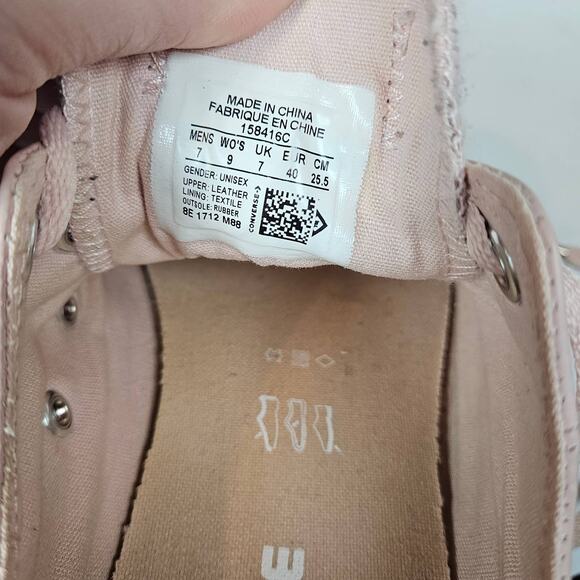 MADE IN CHINA
FABRIQUE EN CHINE
158416C
MENS WO'S UK EUR CM
7 9 7 40 25.5
GENDER: UNISEX
UPPER: LEATHER
LINING: TEXTILE
OUTSOLE: RUBBER
8E 1712 M88
CONVERSE
E